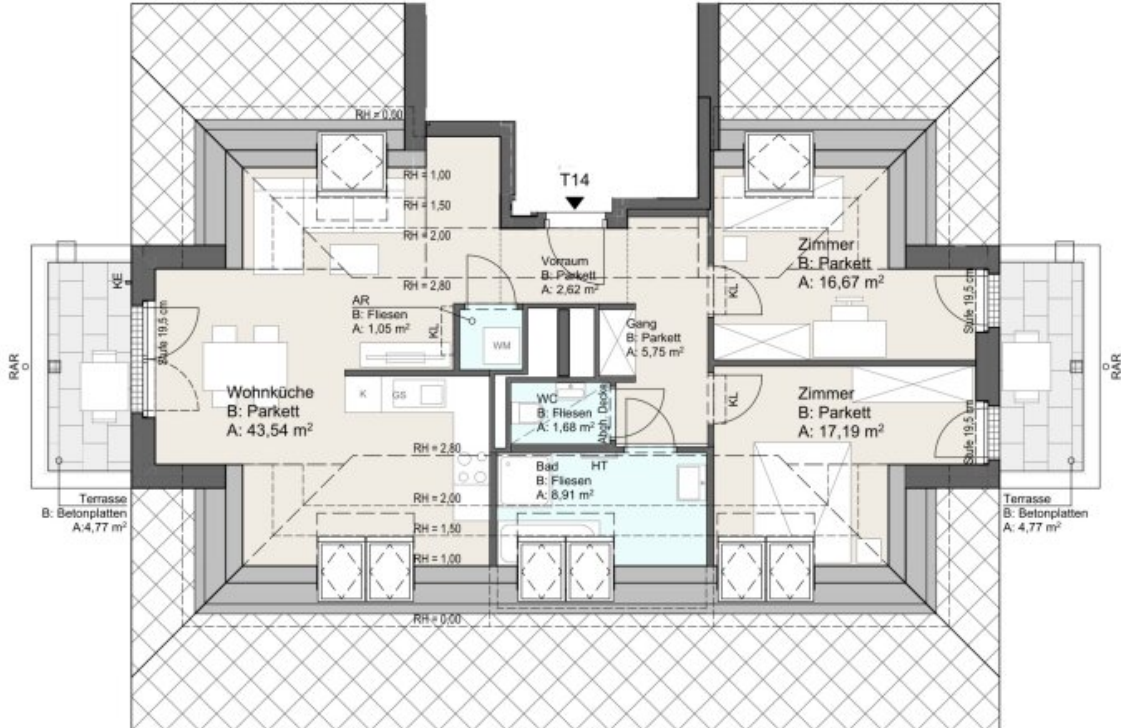 RH = 0,00
T14
RH = 1,00
RH = 1,50
RH = 2,00
RH = 2,80
Vorraum
B: Parkett
A: 2,62 m²
Zimmer
B: Parkett
A: 16,67 m²
KE
Stufe 19,5 cm
AR
B: Fliesen
A: 1,05 m²
KL
WM
Gang
B: Parkett
A: 5,75 m²
KL
Stufe 19,5 cm
RAR
RAR
Wohnküche
B: Parkett
A: 43,54 m²
K
GS
WC
B: Fliesen
A: 1,68 m²
Abgh. Decke
KL
Zimmer
B: Parkett
A: 17,19 m²
Stufe 19,5 cm
RH = 2,80
Bad
B: Fliesen
A: 8,91 m²
HT
Terrasse
B: Betonplatten
A:4,77 m²
RH = 2,00
RH = 1,50
RH = 1,00
Terrasse
B: Betonplatten
A: 4,77 m²
RH = 0,00